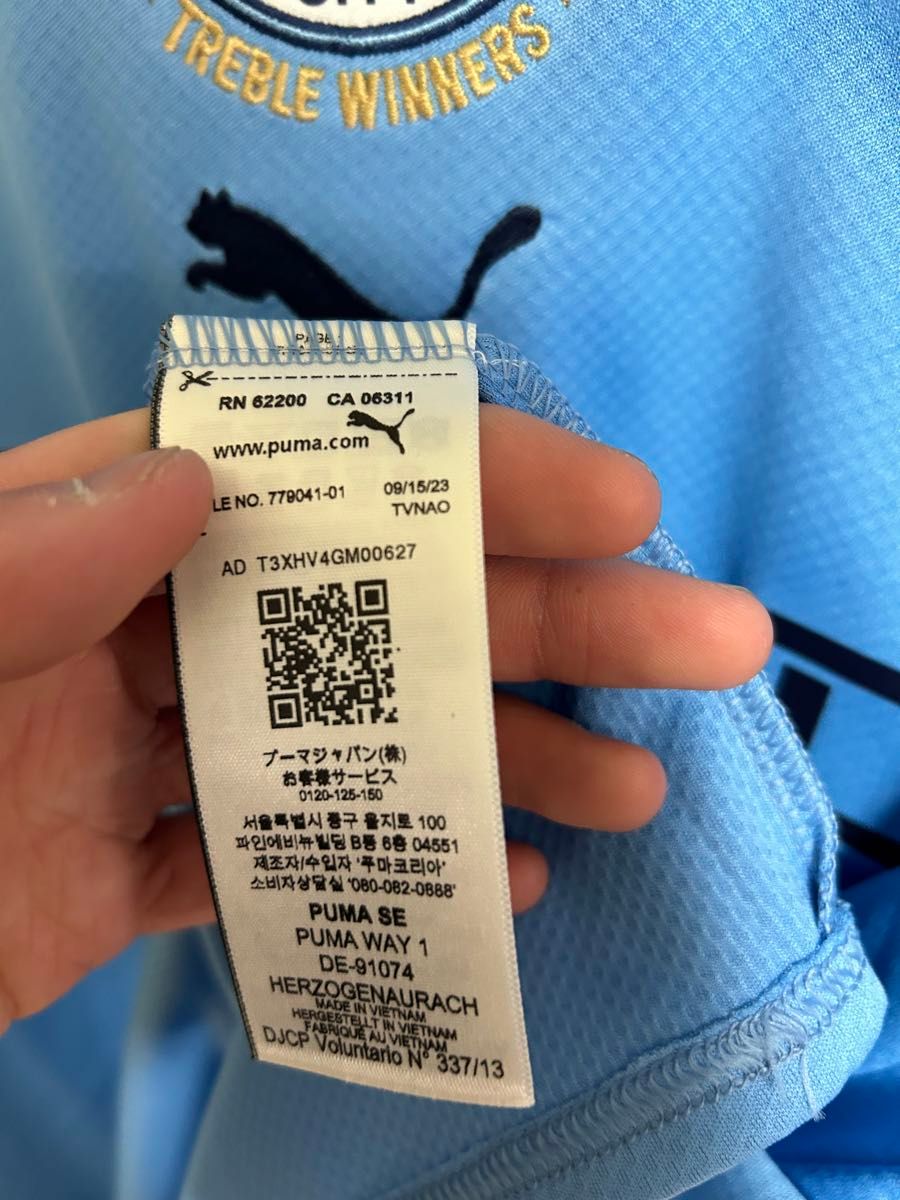 TREBLE WINNERS
RN 62200 CA 06311
www.puma.com
LE NO. 779041-01 09/15/23
TVNAO
AD T3XHV4GM00627
プーマジャパン(株)
お客様サービス
0120-125-150
서울특별시 중구 을지로 100
파인에비뉴빌딩 B동 6층 04551
제조자/수입자 '푸마코리아'
소비자상담실 '080-082-0888'
PUMA SE
PUMA WAY 1
DE-91074
HERZOGENAURACH
MADE IN VIETNAM
HERGESTELLT IN VIETNAM
FABRIQUÉ AU VIETNAM
DJCP Voluntario N° 337/13